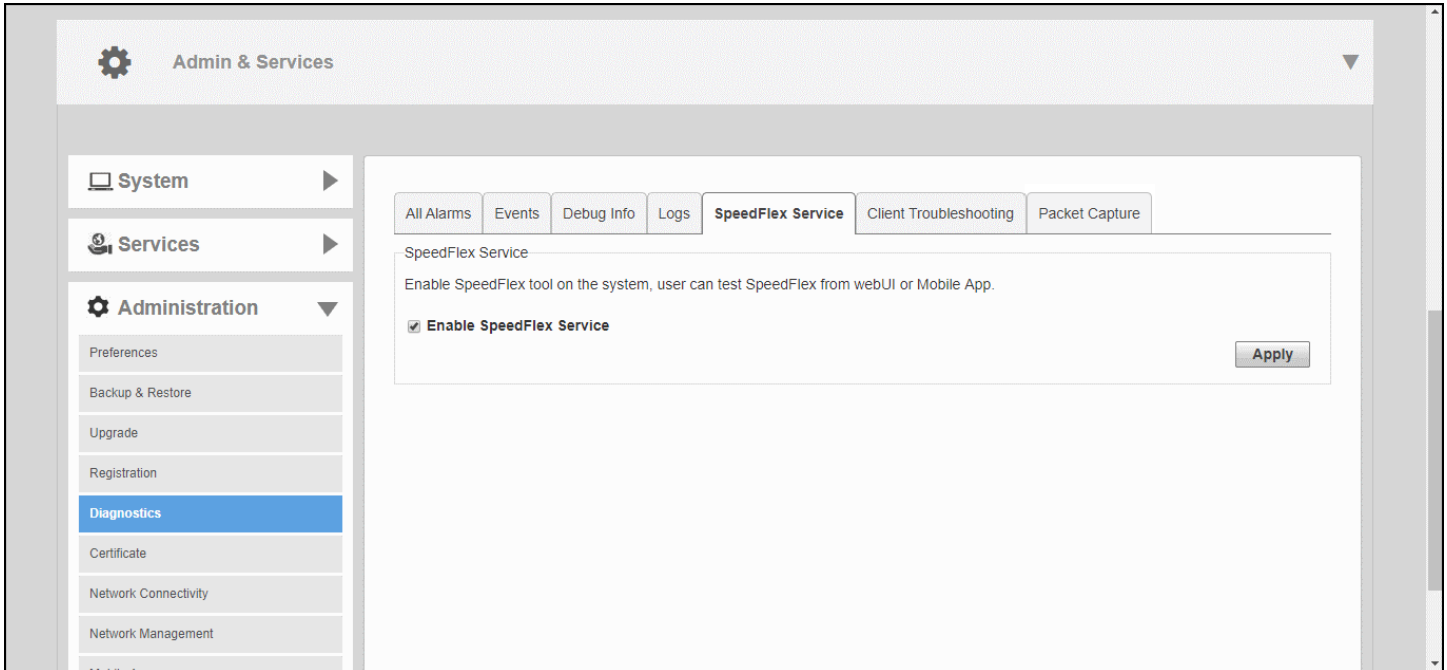 Admin & Services
System
Services
Administration
Preferences
Backup & Restore
Upgrade
Registration
Diagnostics
Certificate
Network Connectivity
Network Management
All Alarms Events Debug Info Logs SpeedFlex Service Client Troubleshooting Packet Capture
SpeedFlex Service
Enable SpeedFlex tool on the system, user can test SpeedFlex from webUI or Mobile App.
Enable SpeedFlex Service
Apply